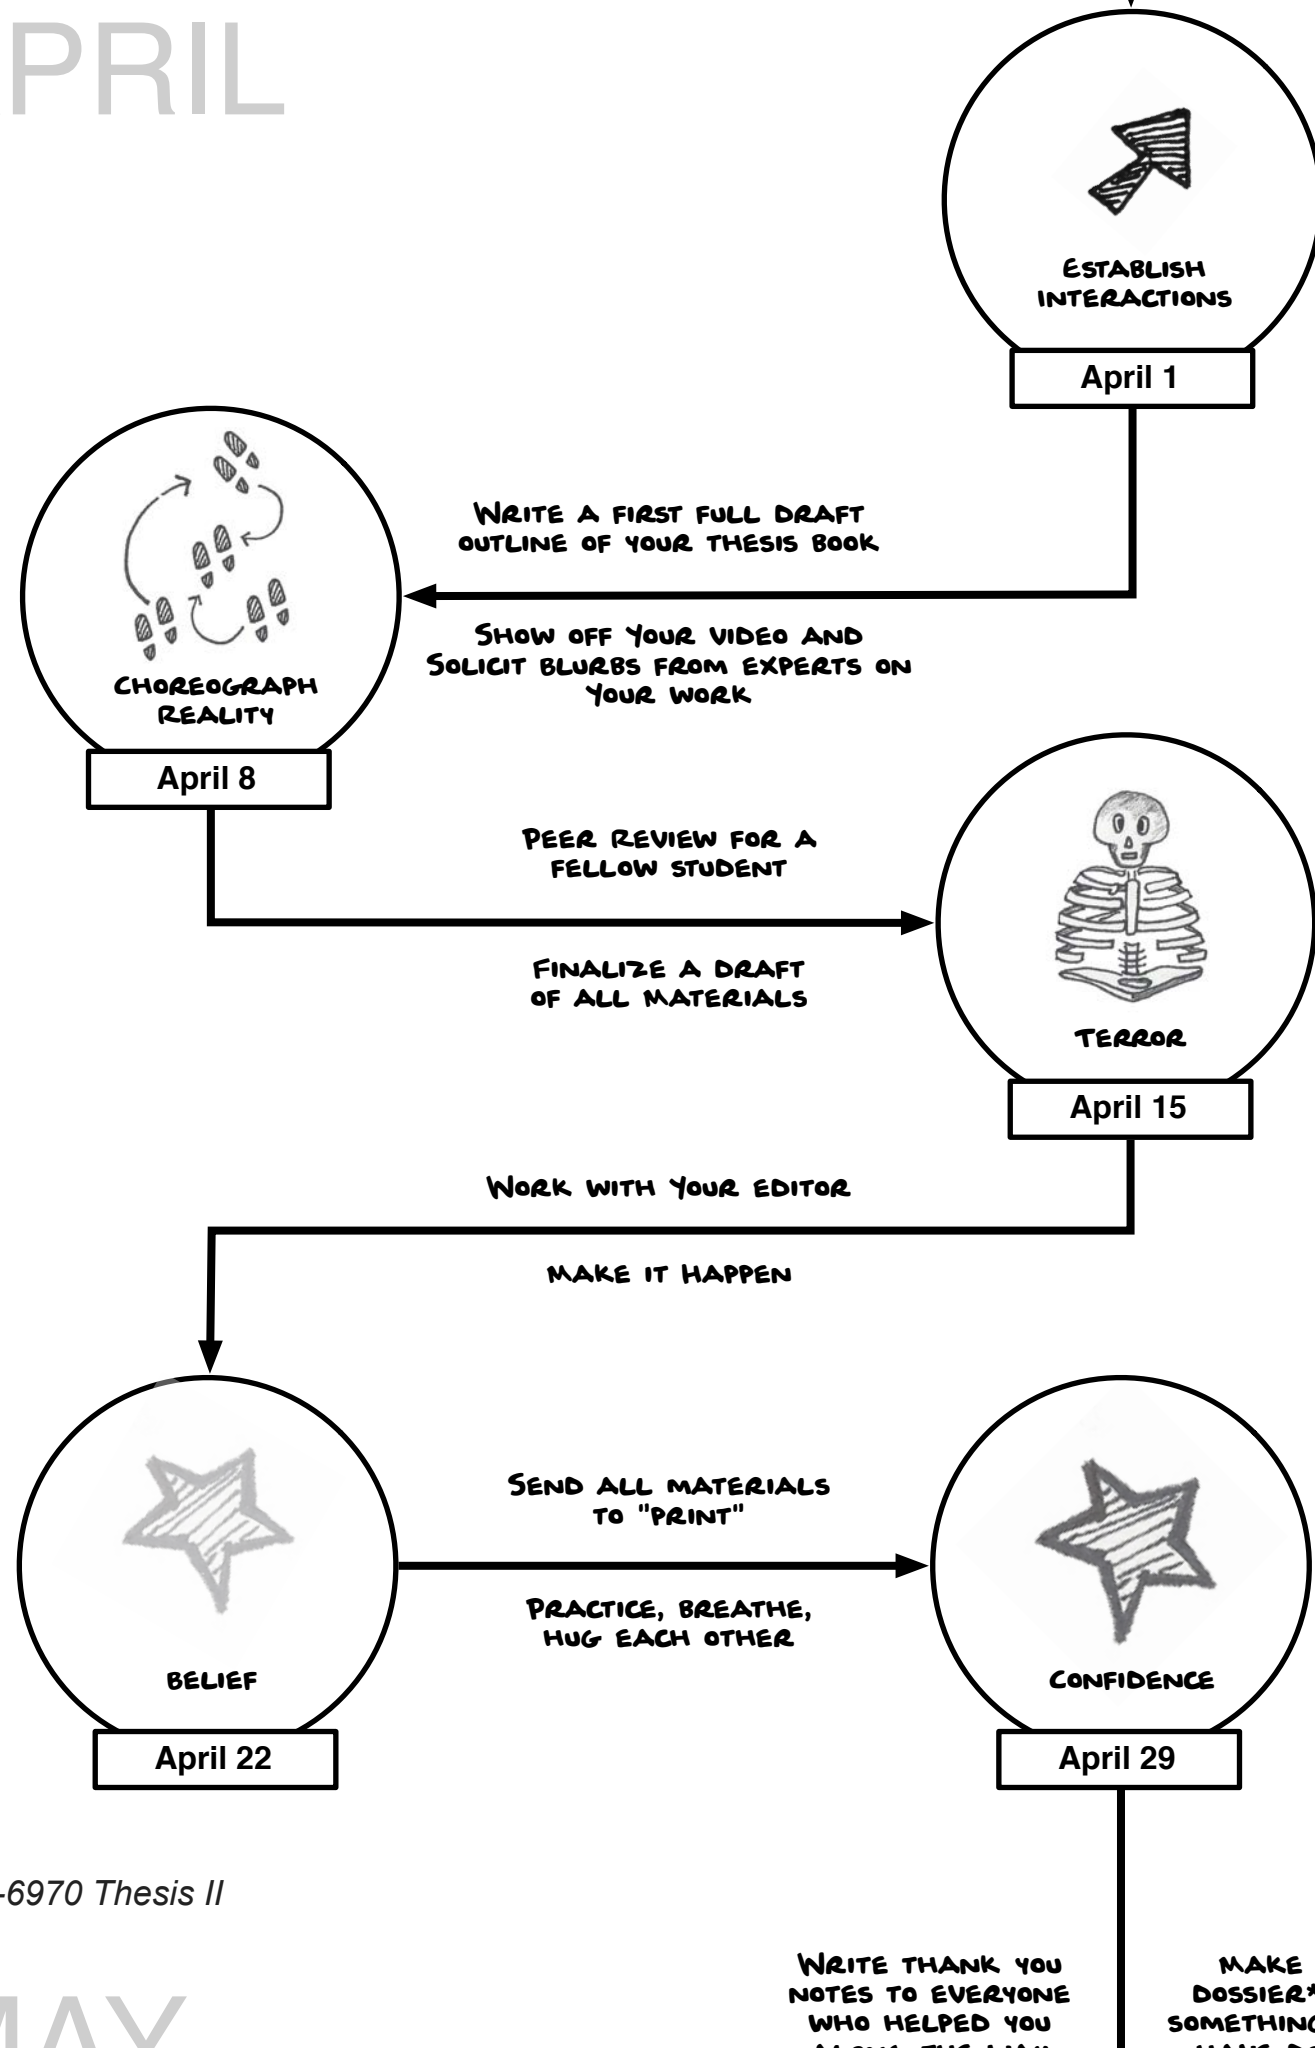 PRIL
ESTABLISH
INTERACTIONS
April 1
WRITE A FIRST FULL DRAFT
OUTLINE OF YOUR THESIS BOOK
SHOW OFF YOUR VIDEO AND
SOLICIT BLURBS FROM EXPERTS ON
YOUR WORK
CHOREOGRAPH
REALITY
April 8
PEER REVIEW FOR A
FELLOW STUDENT
FINALIZE A DRAFT
OF ALL MATERIALS
TERROR
April 15
WORK WITH YOUR EDITOR
MAKE IT HAPPEN
BELIEF
April 22
SEND ALL MATERIALS
TO "PRINT"
PRACTICE, BREATHE,
HUG EACH OTHER
CONFIDENCE
April 29
-6970 Thesis II
WRITE THANK YOU
NOTES TO EVERYONE
WHO HELPED YOU
MAKE
DOSSIER*
SOMETHING
MAY